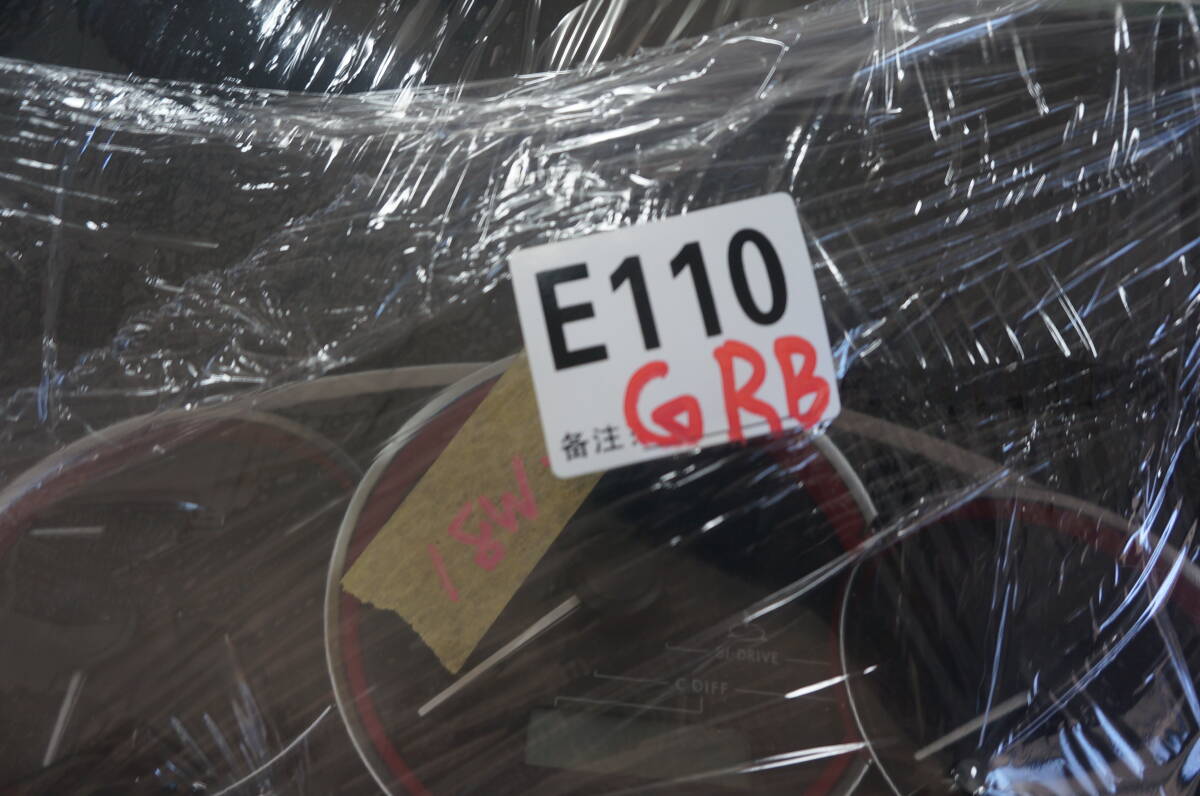 E110
GRB
备注:
18W
SI-DRIVE
C.DIFF